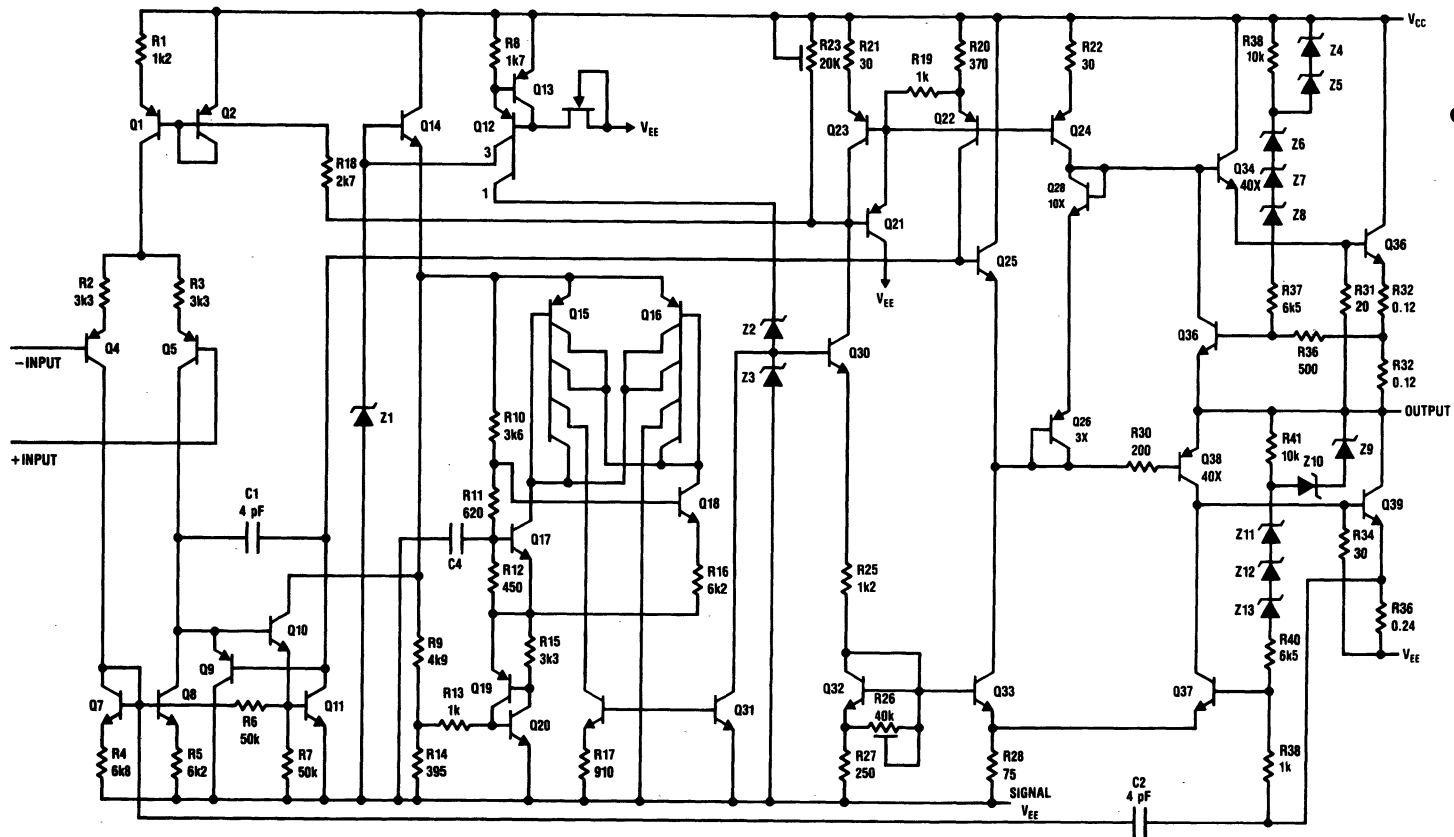 R1
1k2
Q1
Q2
R18
2k7
R2
3k3
R3
3k3
Q4
Q5
−INPUT
+INPUT
C1
4 pF
Q7
Q8
Q9
Q10
Q11
R4
6k8
R5
6k2
R6
50k
R7
50k
Z1
Q14
R8
1k7
Q13
Q12
3
1
VEE
R10
3k6
R11
620
C4
R12
450
Q17
R9
4k9
R13
1k
R14
395
Q19
Q20
R15
3k3
Q15
Q16
Q18
R16
6k2
R17
910
Q31
Z2
Z3
R23
20K
R21
30
R19
1k
R20
370
R22
30
Q23
Q22
Q24
Q21
VEE
Q25
Q28
10X
Q30
R25
1k2
Q26
3X
R30
200
Q32
R26
40k
R27
250
Q33
R28
75
SIGNAL
VEE
C2
4 pF
VCC
R38
10k
Z4
Z5
Z6
Z7
Z8
Q34
40X
Q36
R37
6k5
R31
20
R32
0.12
Q36
R36
500
R32
0.12
OUTPUT
R41
10k
Z10
Z9
Q38
40X
Q39
R34
30
Z11
Z12
Z13
R40
6k5
R36
0.24
VEE
Q37
R38
1k